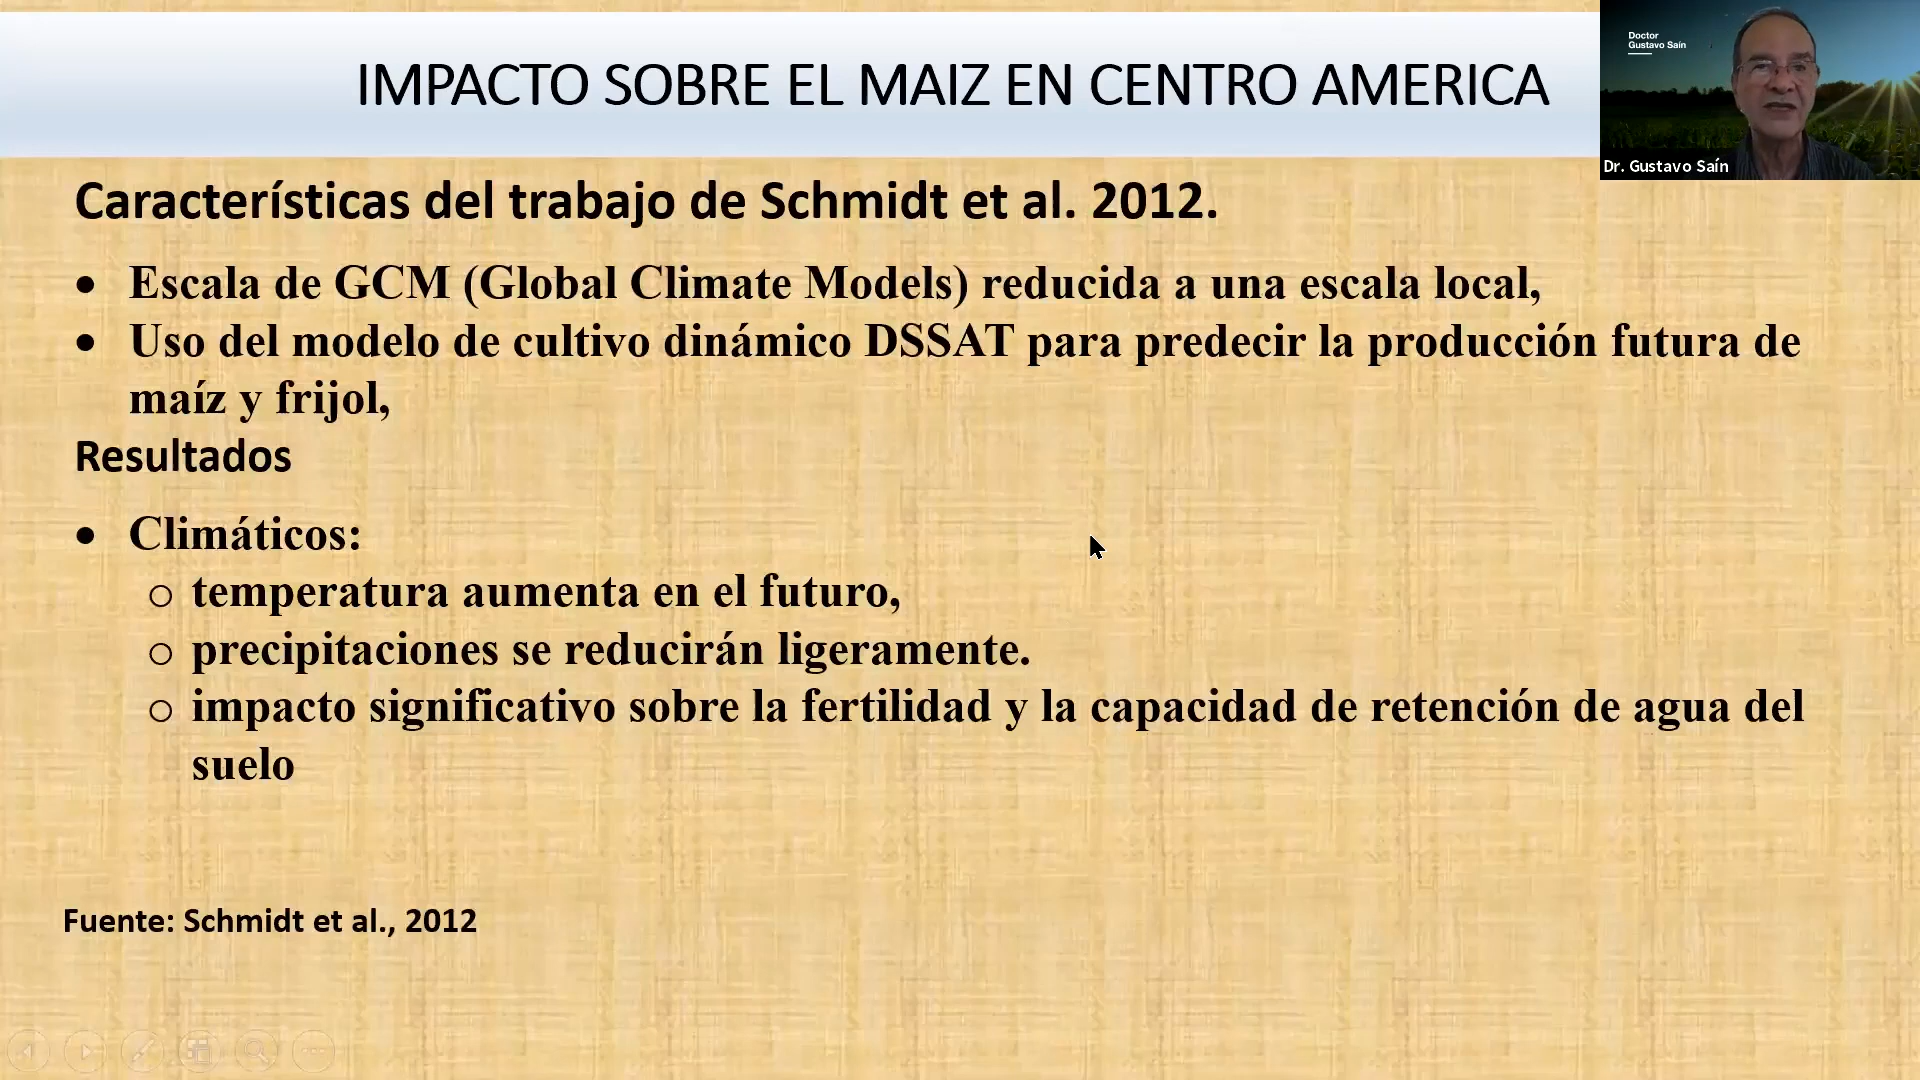 IMPACTO SOBRE EL MAIZ EN CENTRO AMERICA
Doctor
Gustavo Saín
Dr. Gustavo Saín
Características del trabajo de Schmidt et al. 2012.
• Escala de GCM (Global Climate Models) reducida a una escala local,
• Uso del modelo de cultivo dinámico DSSAT para predecir la producción futura de
maíz y frijol,
Resultados
• Climáticos:
o temperatura aumenta en el futuro,
o precipitaciones se reducirán ligeramente.
o impacto significativo sobre la fertilidad y la capacidad de retención de agua del
suelo
Fuente: Schmidt et al., 2012